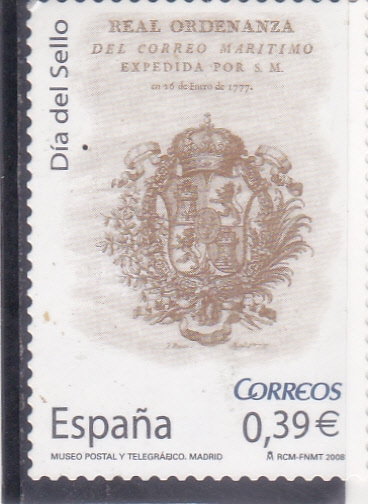 REAL ORDENANZA
DEL CORREO MARITIMO
EXPEDIDA POR S. M.
en 26 de Enero de 1777.
Día del Sello
CORREOS
España
0,39 €
MUSEO POSTAL Y TELEGRÁFICO. MADRID
RCM-FNMT 2008